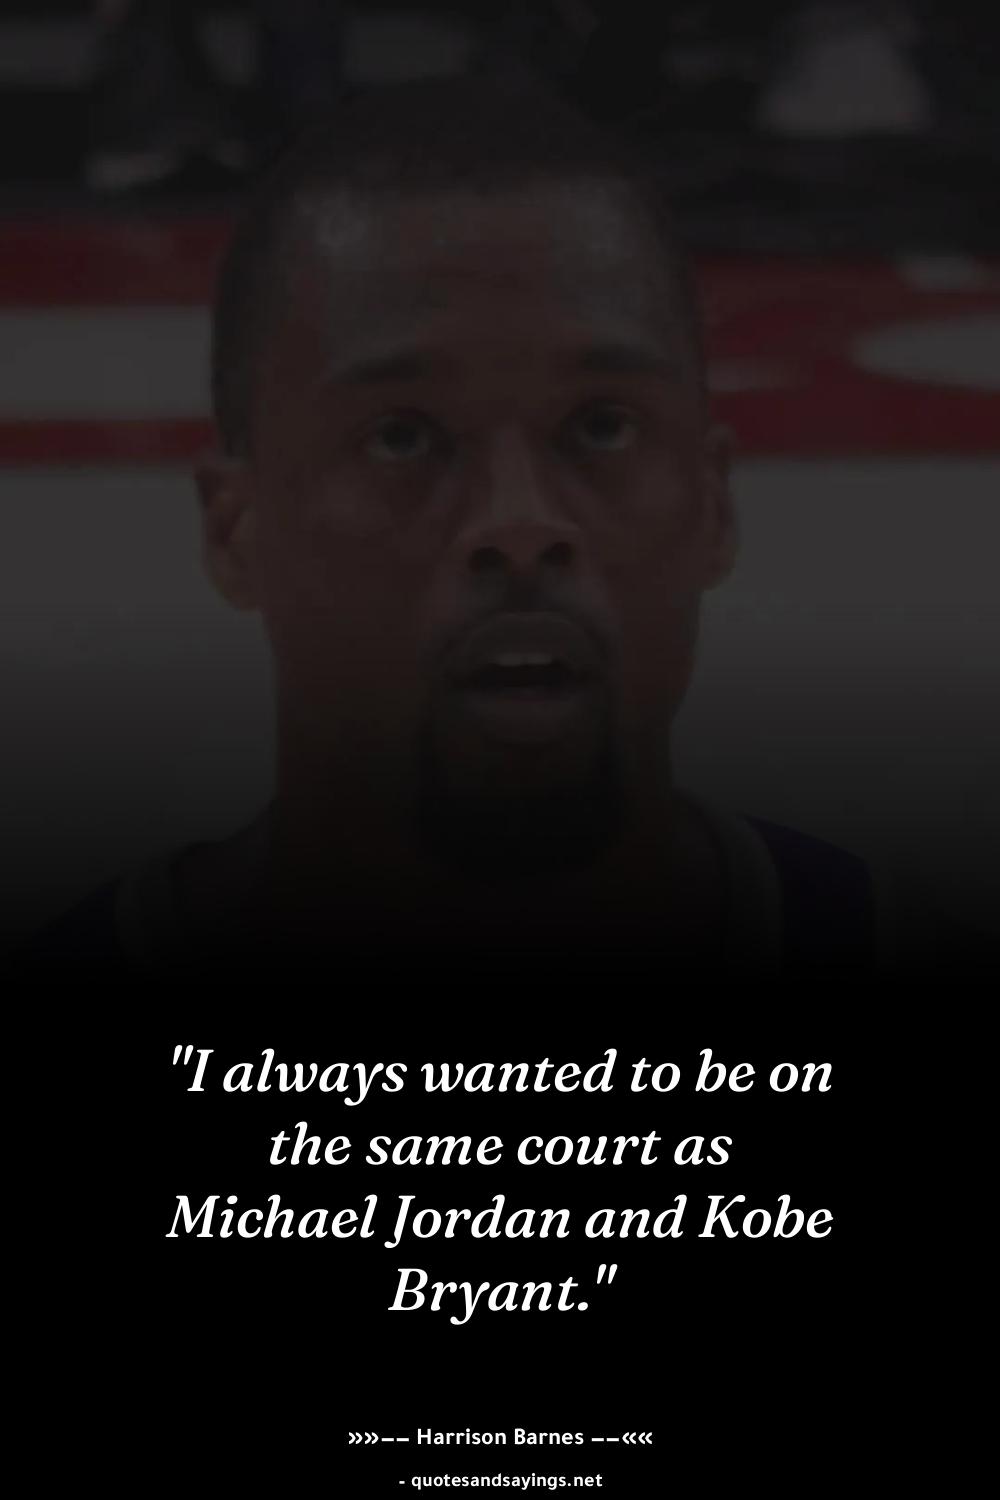 "I always wanted to be on
the same court as
Michael Jordan and Kobe
Bryant."
»»−− Harrison Barnes −−««
- quotesandsayings.net